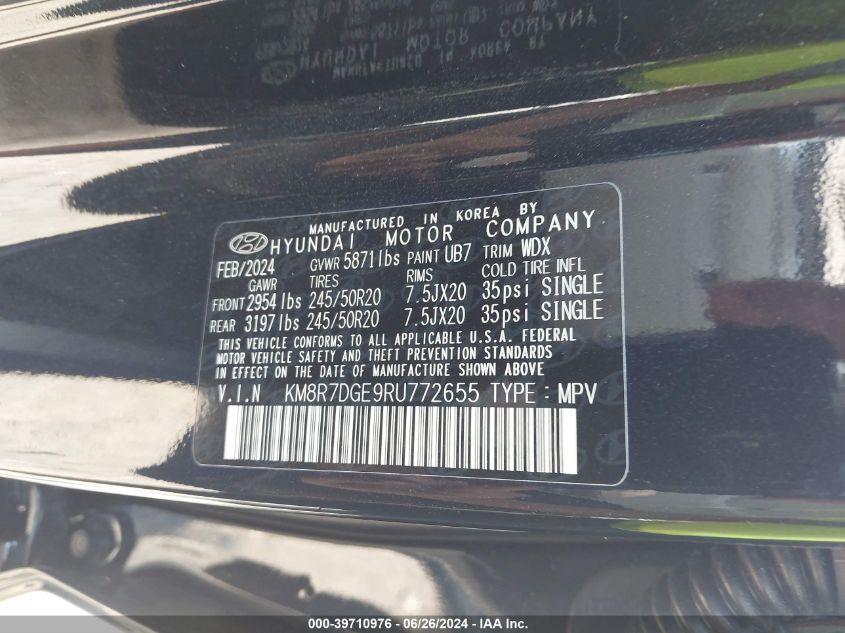 MANUFACTURED IN KOREA BY
HYUNDAI MOTOR COMPANY
FEB/2024 GVWR 5871lbs PAINT UB7 TRIM WDX
GAWR TIRES RIMS COLD TIRE INFL
FRONT 2954lbs 245/50R20 7.5JX20 35psi SINGLE
REAR 3197lbs 245/50R20 7.5JX20 35psi SINGLE
THIS VEHICLE CONFORMS TO ALL APPLICABLE U.S.A. FEDERAL
MOTOR VEHICLE SAFETY AND THEFT PREVENTION STANDARDS
IN EFFECT ON THE DATE OF MANUFACTURE SHOWN ABOVE
V.I.N KM8R7DGE9RU772655 TYPE : MPV
000-39710976 / 06/26/2024 / IAA Inc.